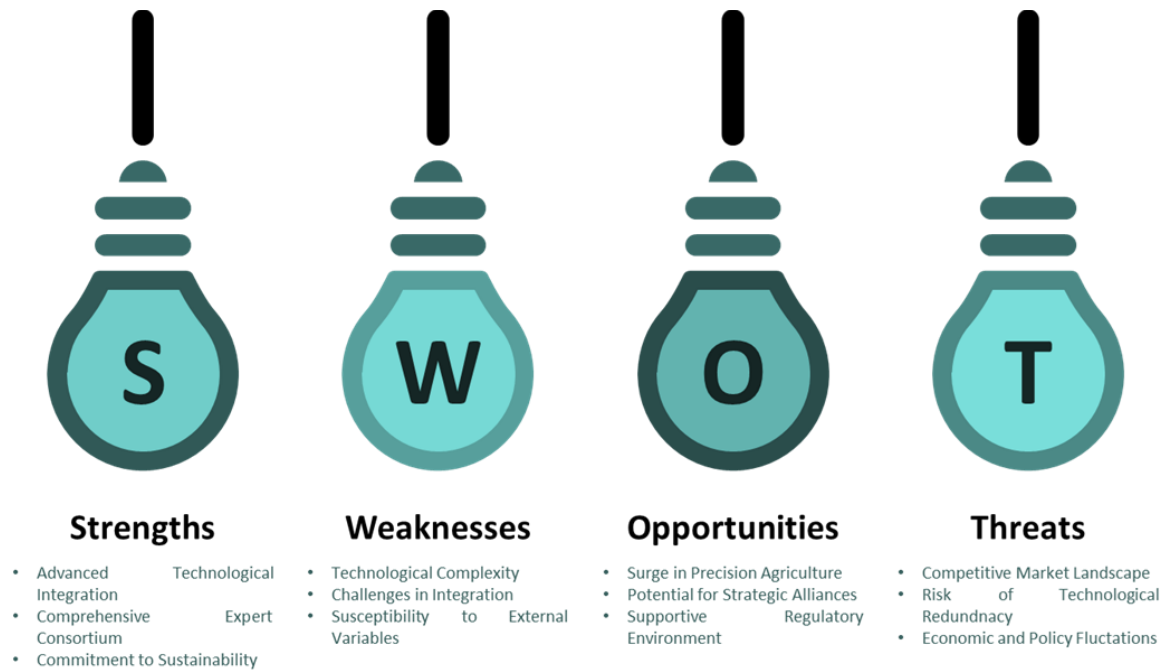 S
W
O
T
Strengths
• Advanced Technological
Integration
• Comprehensive Expert
Consortium
• Commitment to Sustainability
Weaknesses
• Technological Complexity
• Challenges in Integration
• Susceptibility to External
Variables
Opportunities
• Surge in Precision Agriculture
• Potential for Strategic Alliances
• Supportive Regulatory
Environment
Threats
• Competitive Market Landscape
• Risk of Technological
Redundnacy
• Economic and Policy Fluctations